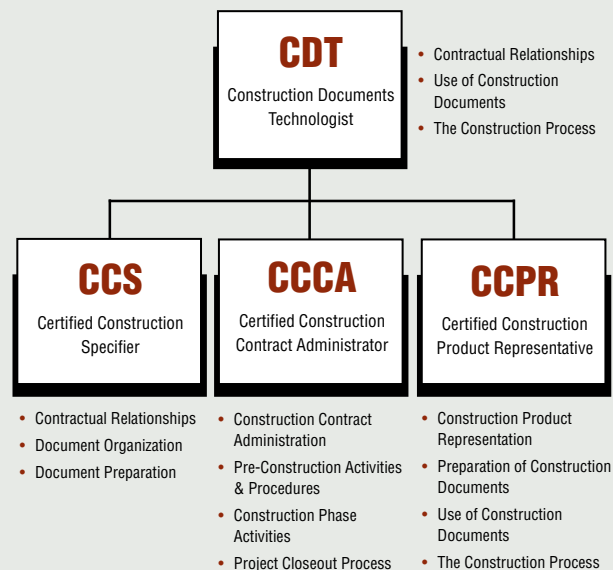 CDT
Construction Documents
Technologist
• Contractual Relationships
• Use of Construction
Documents
• The Construction Process
CCS
Certified Construction
Specifier
• Contractual Relationships
• Document Organization
• Document Preparation
CCCA
Certified Construction
Contract Administrator
• Construction Contract
Administration
• Pre-Construction Activities
& Procedures
• Construction Phase
Activities
• Project Closeout Process
CCPR
Certified Construction
Product Representative
• Construction Product
Representation
• Preparation of Construction
Documents
• Use of Construction
Documents
• The Construction Process